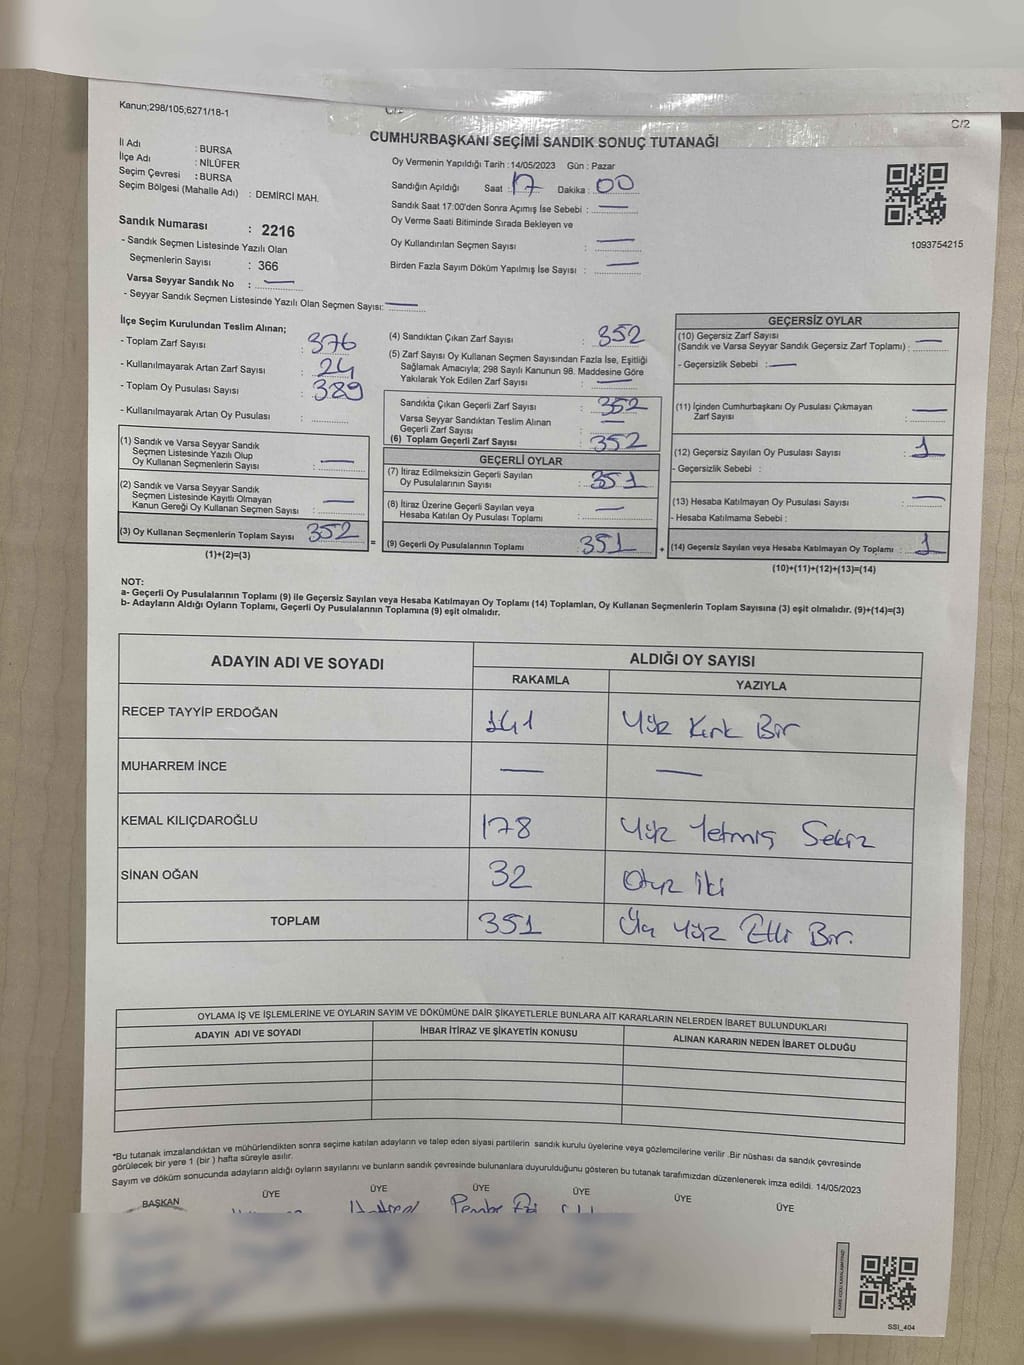 Kanun;298/105;6271/18-1
C/2
CUMHURBAŞKANI SEÇİMİ SANDIK SONUÇ TUTANAĞI
İl Adı : BURSA
İlçe Adı : NİLÜFER
Seçim Çevresi : BURSA
Seçim Bölgesi (Mahalle Adı) : DEMİRCİ MAH.
Oy Vermenin Yapıldığı Tarih : 14/05/2023 Gün : Pazar
Sandığın Açıldığı Saat : 17 Dakika : 00
Sandık Saat 17:00'den Sonra Açımış İse Sebebi : —
Oy Verme Saati Bitiminde Sırada Bekleyen ve
Oy Kullandırılan Seçmen Sayısı : —
Birden Fazla Sayım Döküm Yapılmış İse Sayısı : —
1093754215
Sandık Numarası : 2216
- Sandık Seçmen Listesinde Yazılı Olan
Seçmenlerin Sayısı : 366
Varsa Seyyar Sandık No : —
- Seyyar Sandık Seçmen Listesinde Yazılı Olan Seçmen Sayısı: —
İlçe Seçim Kurulundan Teslim Alınan;
- Toplam Zarf Sayısı : 376
- Kullanılmayarak Artan Zarf Sayısı : 24
- Toplam Oy Pusulası Sayısı : 389
- Kullanılmayarak Artan Oy Pusulası :
(1) Sandık ve Varsa Seyyar Sandık
Seçmen Listesinde Yazılı Olup
Oy Kullanan Seçmenlerin Sayısı : —
(2) Sandık ve Varsa Seyyar Sandık
Seçmen Listesinde Kayıtlı Olmayan
Kanun Gereği Oy Kullanan Seçmen Sayısı : —
(3) Oy Kullanan Seçmenlerin Toplam Sayısı : 352
(1)+(2)=(3)
(4) Sandıktan Çıkan Zarf Sayısı : 352
(5) Zarf Sayısı Oy Kullanan Seçmen Sayısından Fazla İse, Eşitliği
Sağlamak Amacıyla; 298 Sayılı Kanunun 98. Maddesine Göre
Yakılarak Yok Edilen Zarf Sayısı : —
Sandıkta Çıkan Geçerli Zarf Sayısı : 352
Varsa Seyyar Sandıktan Teslim Alınan
Geçerli Zarf Sayısı : —
(6) Toplam Geçerli Zarf Sayısı : 352
GEÇERLİ OYLAR
(7) İtiraz Edilmeksizin Geçerli Sayılan
Oy Pusulalarının Sayısı : 351
(8) İtiraz Üzerine Geçerli Sayılan veya
Hesaba Katılan Oy Pusulası Toplamı : —
= (9) Geçerli Oy Pusulalarının Toplamı : 351 +
GEÇERSİZ OYLAR
(10) Geçersiz Zarf Sayısı
(Sandık ve Varsa Seyyar Sandık Geçersiz Zarf Toplamı) : —
- Geçersizlik Sebebi : —
(11) İçinden Cumhurbaşkanı Oy Pusulası Çıkmayan
Zarf Sayısı : —
(12) Geçersiz Sayılan Oy Pusulası Sayısı : 1
- Geçersizlik Sebebi :
(13) Hesaba Katılmayan Oy Pusulası Sayısı : —
- Hesaba Katılmama Sebebi :
(14) Geçersiz Sayılan veya Hesaba Katılmayan Oy Toplamı : 1
(10)+(11)+(12)+(13)=(14)
NOT:
a- Geçerli Oy Pusulalarının Toplamı (9) ile Geçersiz Sayılan veya Hesaba Katılmayan Oy Toplamı (14) Toplamları, Oy Kullanan Seçmenlerin Toplam Sayısına (3) eşit olmalıdır. (9)+(14)=(3)
b- Adayların Aldığı Oyların Toplamı, Geçerli Oy Pusulalarının Toplamına (9) eşit olmalıdır.
ADAYIN ADI VE SOYADI
ALDIĞI OY SAYISI
RAKAMLA YAZIYLA
RECEP TAYYİP ERDOĞAN 141 Yüz Kırk Bir
MUHARREM İNCE — —
KEMAL KILIÇDAROĞLU 178 Yüz Yetmiş Sekiz
SİNAN OĞAN 32 Otuz İki
TOPLAM 351 Üç Yüz Elli Bir.
OYLAMA İŞ VE İŞLEMLERİNE VE OYLARIN SAYIM VE DÖKÜMÜNE DAİR ŞİKAYETLERLE BUNLARA AİT KARARLARIN NELERDEN İBARET BULUNDUKLARI
ADAYIN ADI VE SOYADI İHBAR İTİRAZ VE ŞİKAYETİN KONUSU ALINAN KARARIN NEDEN İBARET OLDUĞU
*Bu tutanak imzalandıktan ve mühürlendikten sonra seçime katılan adayların ve talep eden siyasi partilerin sandık kurulu üyelerine veya gözlemcilerine verilir .Bir nüshası da sandık çevresinde
görülecek bir yere 1 (bir ) hafta süreyle asılır.
Sayım ve döküm sonucunda adayların aldığı oyların sayılarını ve bunların sandık çevresinde bulunanlara duyurulduğunu gösteren bu tutanak tarafımızdan düzenlenerek imza edildi. 14/05/2023
BAŞKAN ÜYE ÜYE ÜYE ÜYE ÜYE ÜYE
Pembe
SSI_404